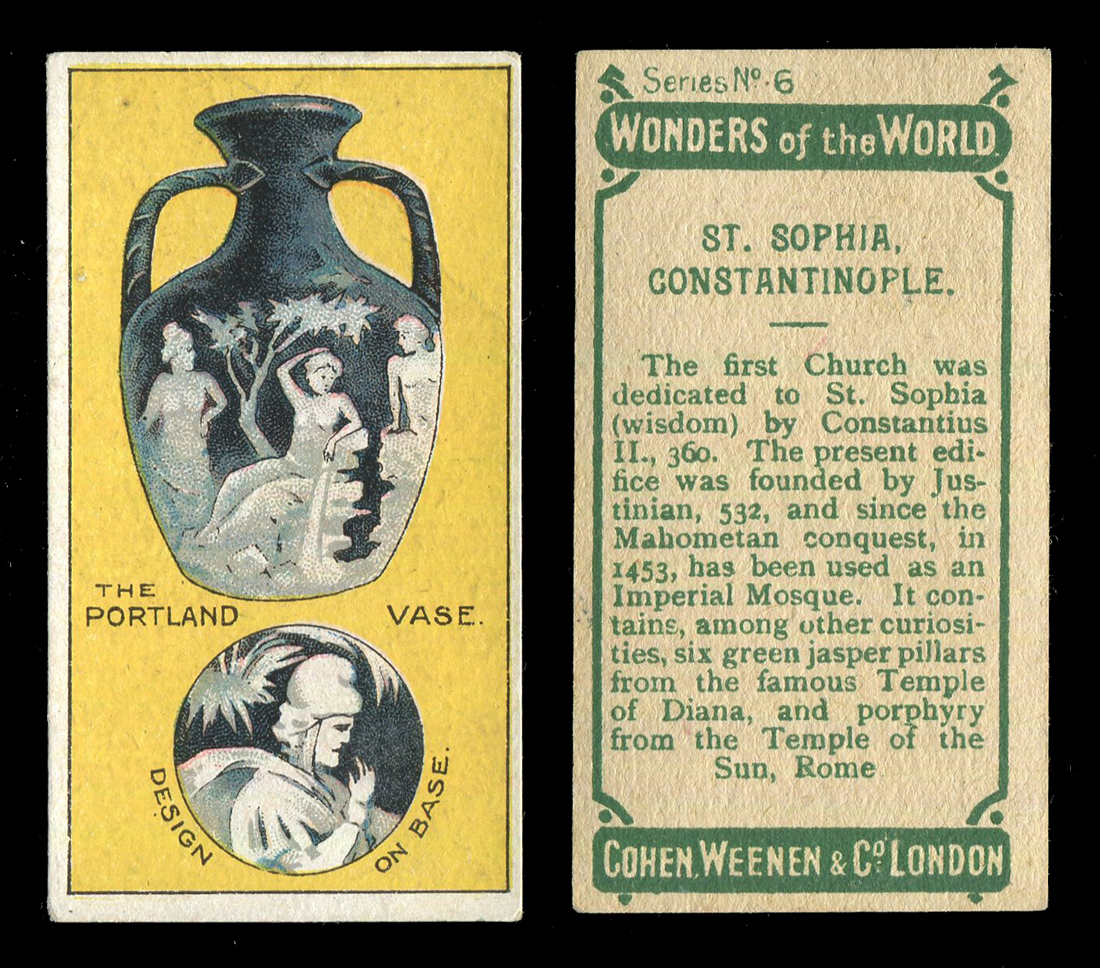 THE
PORTLAND VASE.
DESIGN ON BASE.
Series No. 6
WONDERS of the WORLD
ST. SOPHIA,
CONSTANTINOPLE.
The first Church was
dedicated to St. Sophia
(wisdom) by Constantius
II., 360. The present edi-
fice was founded by Jus-
tinian, 532, and since the
Mahometan conquest, in
1453, has been used as an
Imperial Mosque. It con-
tains, among other curiosi-
ties, six green jasper pillars
from the famous Temple
of Diana, and porphyry
from the Temple of the
Sun, Rome
COHEN, WEENEN & Co. LONDON